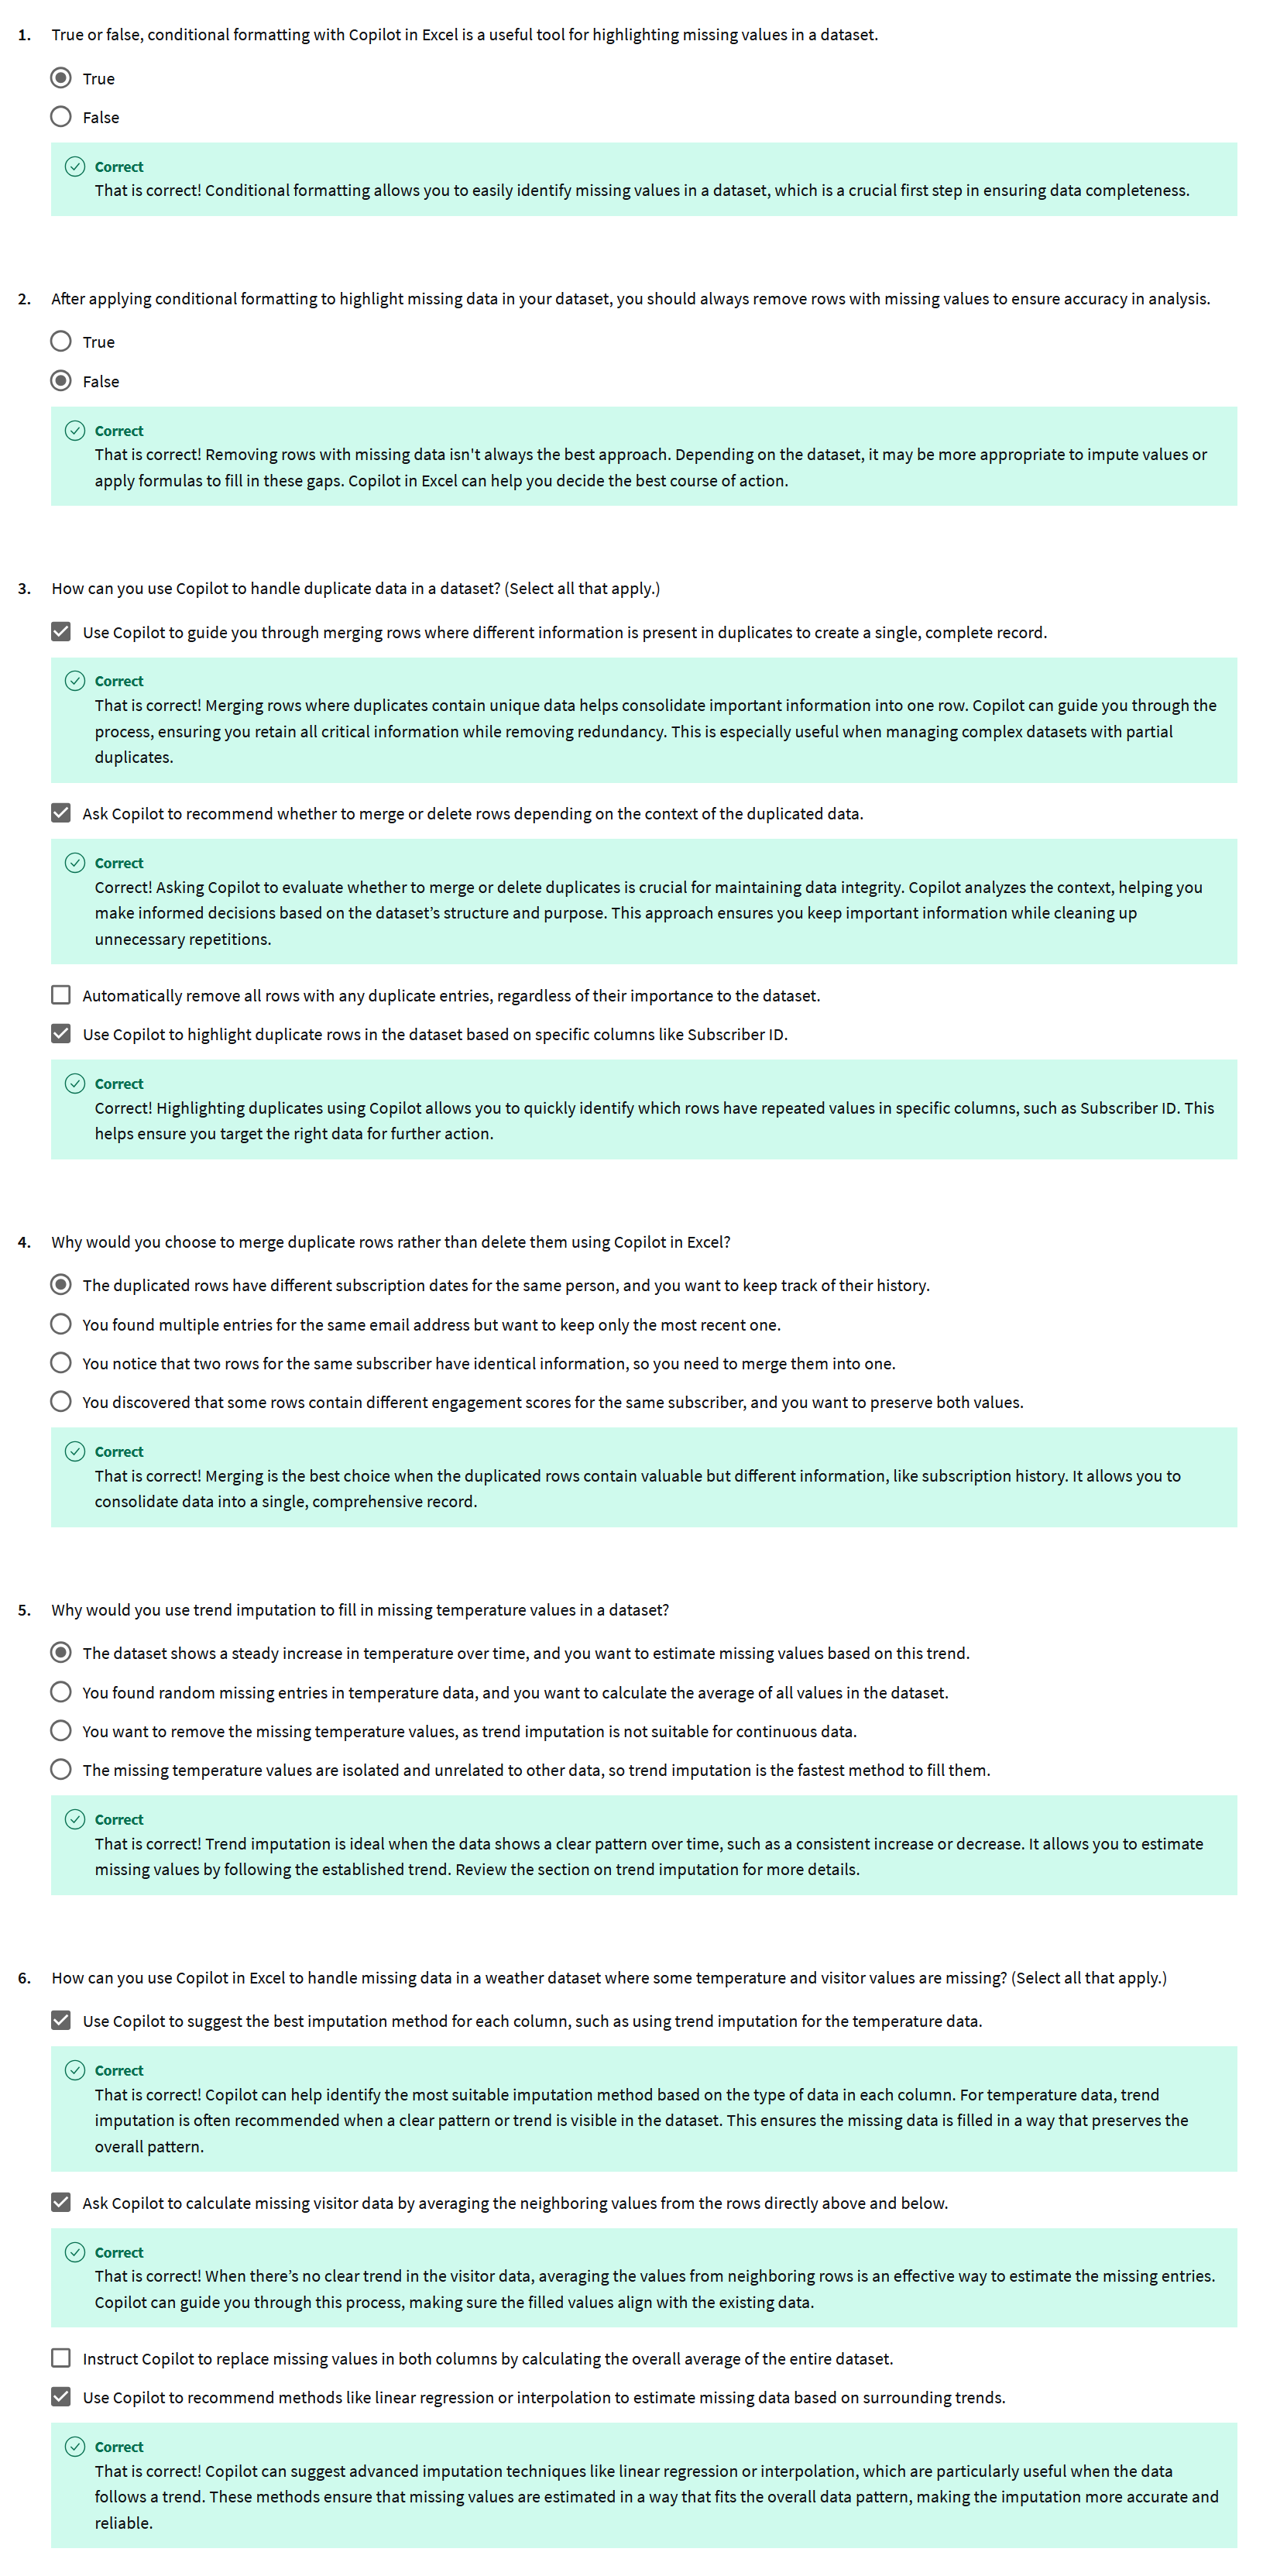 1. True or false, conditional formatting with Copilot in Excel is a useful tool for highlighting missing values in a dataset.
True
False
Correct
That is correct! Conditional formatting allows you to easily identify missing values in a dataset, which is a crucial first step in ensuring data completeness.
2. After applying conditional formatting to highlight missing data in your dataset, you should always remove rows with missing values to ensure accuracy in analysis.
True
False
Correct
That is correct! Removing rows with missing data isn't always the best approach. Depending on the dataset, it may be more appropriate to impute values or
apply formulas to fill in these gaps. Copilot in Excel can help you decide the best course of action.
3. How can you use Copilot to handle duplicate data in a dataset? (Select all that apply.)
Use Copilot to guide you through merging rows where different information is present in duplicates to create a single, complete record.
Correct
That is correct! Merging rows where duplicates contain unique data helps consolidate important information into one row. Copilot can guide you through the
process, ensuring you retain all critical information while removing redundancy. This is especially useful when managing complex datasets with partial
duplicates.
Ask Copilot to recommend whether to merge or delete rows depending on the context of the duplicated data.
Correct
Correct! Asking Copilot to evaluate whether to merge or delete duplicates is crucial for maintaining data integrity. Copilot analyzes the context, helping you
make informed decisions based on the dataset’s structure and purpose. This approach ensures you keep important information while cleaning up
unnecessary repetitions.
Automatically remove all rows with any duplicate entries, regardless of their importance to the dataset.
Use Copilot to highlight duplicate rows in the dataset based on specific columns like Subscriber ID.
Correct
Correct! Highlighting duplicates using Copilot allows you to quickly identify which rows have repeated values in specific columns, such as Subscriber ID. This
helps ensure you target the right data for further action.
4. Why would you choose to merge duplicate rows rather than delete them using Copilot in Excel?
The duplicated rows have different subscription dates for the same person, and you want to keep track of their history.
You found multiple entries for the same email address but want to keep only the most recent one.
You notice that two rows for the same subscriber have identical information, so you need to merge them into one.
You discovered that some rows contain different engagement scores for the same subscriber, and you want to preserve both values.
Correct
That is correct! Merging is the best choice when the duplicated rows contain valuable but different information, like subscription history. It allows you to
consolidate data into a single, comprehensive record.
5. Why would you use trend imputation to fill in missing temperature values in a dataset?
The dataset shows a steady increase in temperature over time, and you want to estimate missing values based on this trend.
You found random missing entries in temperature data, and you want to calculate the average of all values in the dataset.
You want to remove the missing temperature values, as trend imputation is not suitable for continuous data.
The missing temperature values are isolated and unrelated to other data, so trend imputation is the fastest method to fill them.
Correct
That is correct! Trend imputation is ideal when the data shows a clear pattern over time, such as a consistent increase or decrease. It allows you to estimate
missing values by following the established trend. Review the section on trend imputation for more details.
6. How can you use Copilot in Excel to handle missing data in a weather dataset where some temperature and visitor values are missing? (Select all that apply.)
Use Copilot to suggest the best imputation method for each column, such as using trend imputation for the temperature data.
Correct
That is correct! Copilot can help identify the most suitable imputation method based on the type of data in each column. For temperature data, trend
imputation is often recommended when a clear pattern or trend is visible in the dataset. This ensures the missing data is filled in a way that preserves the
overall pattern.
Ask Copilot to calculate missing visitor data by averaging the neighboring values from the rows directly above and below.
Correct
That is correct! When there’s no clear trend in the visitor data, averaging the values from neighboring rows is an effective way to estimate the missing entries.
Copilot can guide you through this process, making sure the filled values align with the existing data.
Instruct Copilot to replace missing values in both columns by calculating the overall average of the entire dataset.
Use Copilot to recommend methods like linear regression or interpolation to estimate missing data based on surrounding trends.
Correct
That is correct! Copilot can suggest advanced imputation techniques like linear regression or interpolation, which are particularly useful when the data
follows a trend. These methods ensure that missing values are estimated in a way that fits the overall data pattern, making the imputation more accurate and
reliable.